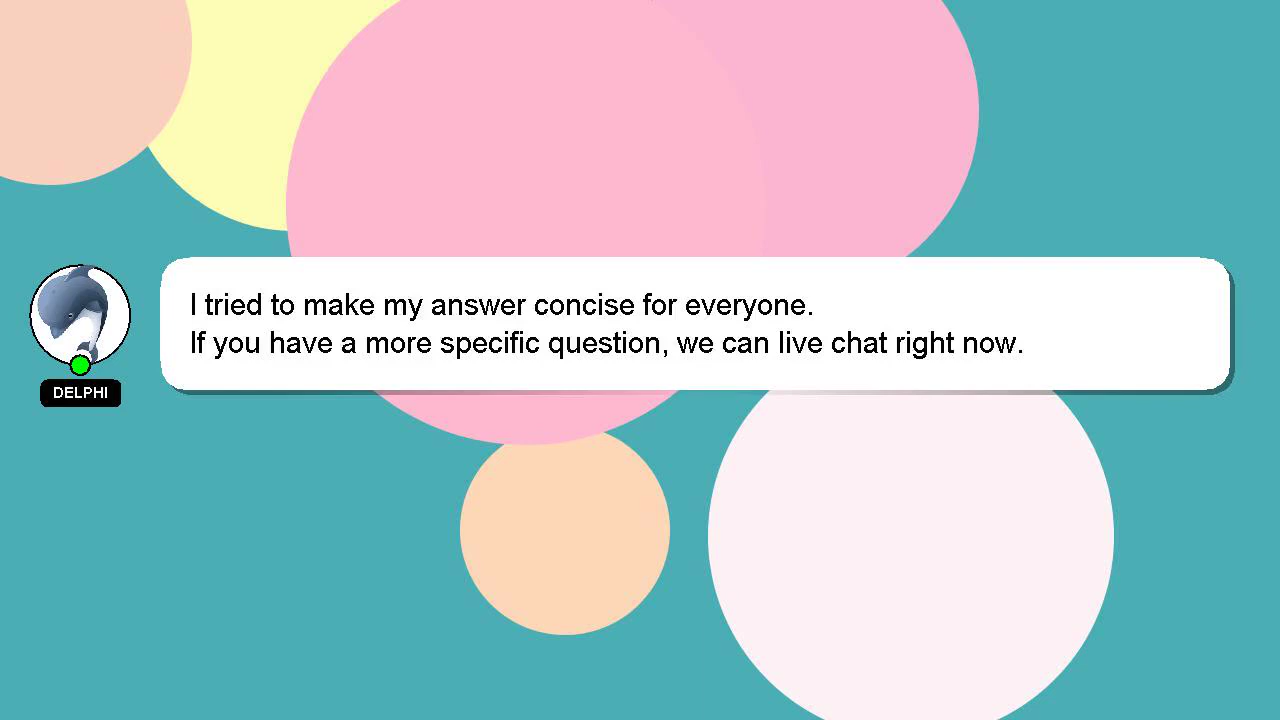 I tried to make my answer concise for everyone.
If you have a more specific question, we can live chat right now.
DELPHI